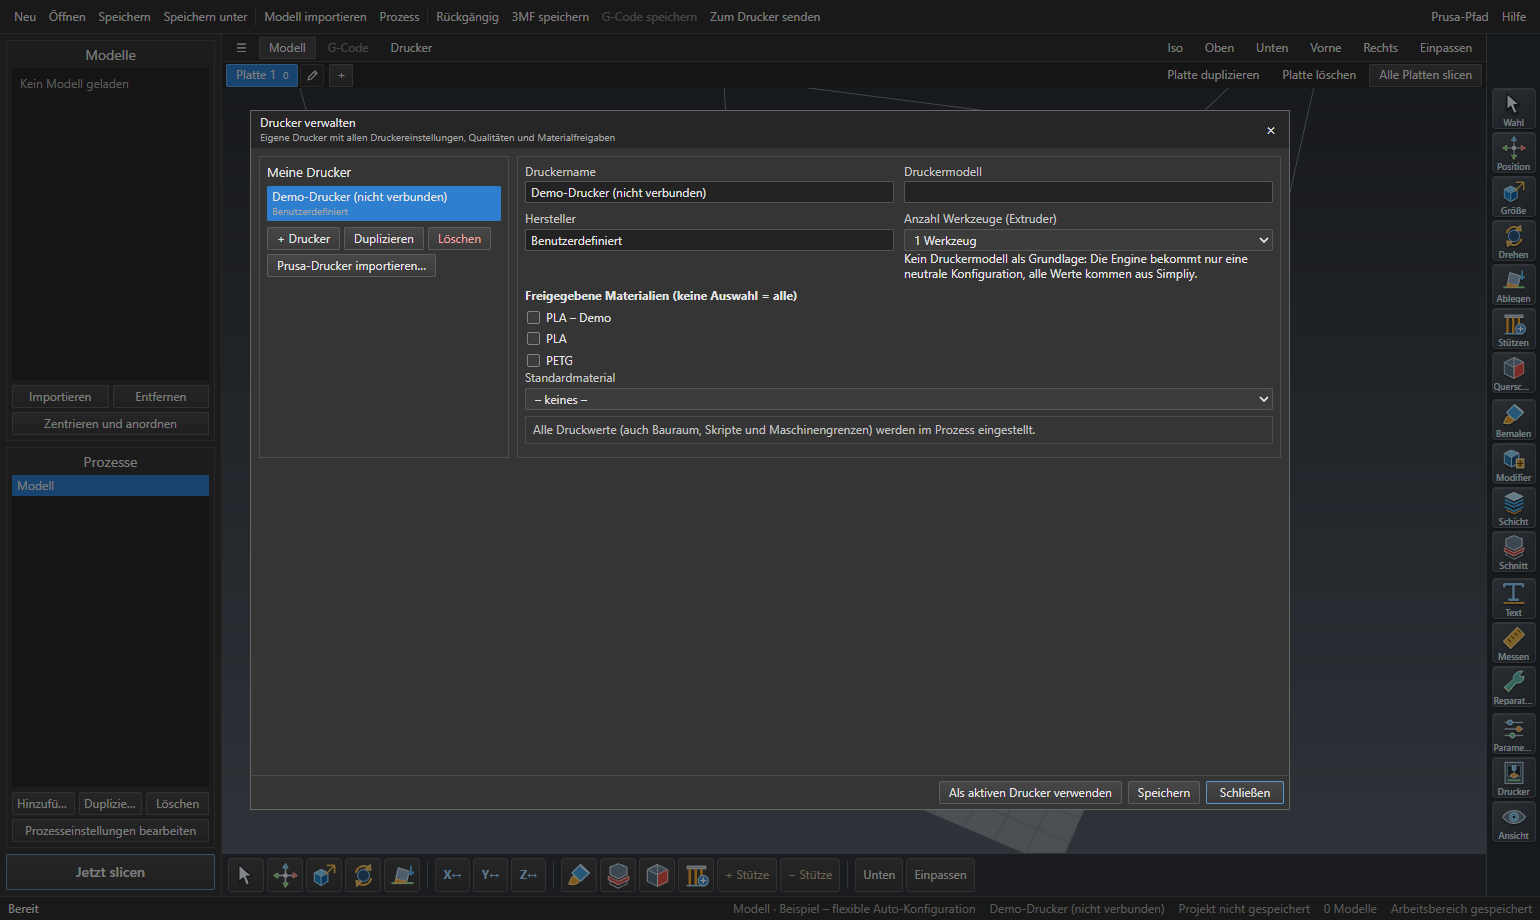 Neu Öffnen Speichern Speichern unter Modell importieren Prozess Rückgängig 3MF speichern G-Code speichern Zum Drucker senden Prusa-Pfad Hilfe
Modelle
Kein Modell geladen
Importieren Entfernen
Zentrieren und anordnen
Prozesse
Modell
Hinzufü... Duplizie... Löschen
Prozesseinstellungen bearbeiten
Jetzt slicen
☰ Modell G-Code Drucker Iso Oben Unten Vorne Rechts Einpassen
Platte 1 0 + Platte duplizieren Platte löschen Alle Platten slicen
Drucker verwalten
Eigene Drucker mit allen Druckereinstellungen, Qualitäten und Materialfreigaben
×
Meine Drucker
Demo-Drucker (nicht verbunden)
Benutzerdefiniert
+ Drucker Duplizieren Löschen
Prusa-Drucker importieren...
Druckername Druckermodell
Demo-Drucker (nicht verbunden)
Hersteller Anzahl Werkzeuge (Extruder)
Benutzerdefiniert 1 Werkzeug
Kein Druckermodell als Grundlage: Die Engine bekommt nur eine
neutrale Konfiguration, alle Werte kommen aus Simpliy.
Freigegebene Materialien (keine Auswahl = alle)
PLA – Demo
PLA
PETG
Standardmaterial
– keines –
Alle Druckwerte (auch Bauraum, Skripte und Maschinengrenzen) werden im Prozess eingestellt.
Als aktiven Drucker verwenden Speichern Schließen
Wahl
Position
Größe
Drehen
Ablegen
Stützen
Quersc...
Bemalen
Modifier
Schicht
Schnitt
Text
Messen
Reparat...
Parame...
Drucker
Ansicht
X↔ Y↔ Z↔ + Stütze − Stütze Unten Einpassen
Bereit Modell · Beispiel – flexible Auto-Konfiguration Demo-Drucker (nicht verbunden) Projekt nicht gespeichert 0 Modelle Arbeitsbereich gespeichert